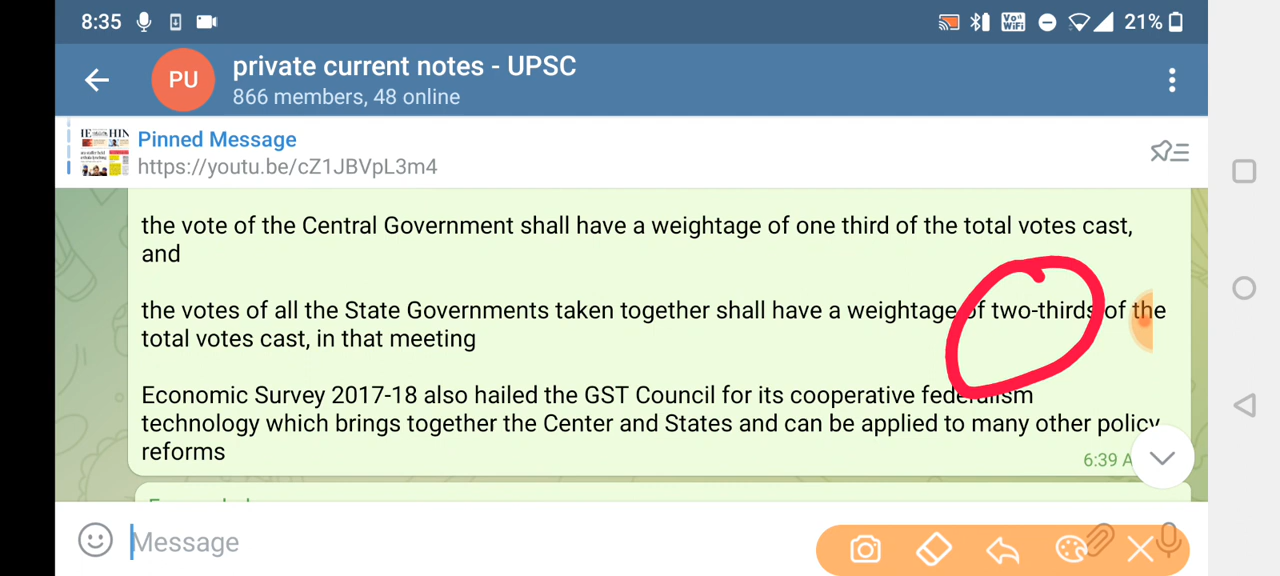 8:35
Vo WiFi
21%
PU
private current notes - UPSC
866 members, 48 online
Pinned Message
https://youtu.be/cZ1JBVpL3m4
the vote of the Central Government shall have a weightage of one third of the total votes cast,
and
the votes of all the State Governments taken together shall have a weightage of two-thirds of the
total votes cast, in that meeting
Economic Survey 2017-18 also hailed the GST Council for its cooperative federalism
technology which brings together the Center and States and can be applied to many other policy
reforms
6:39 A
Message